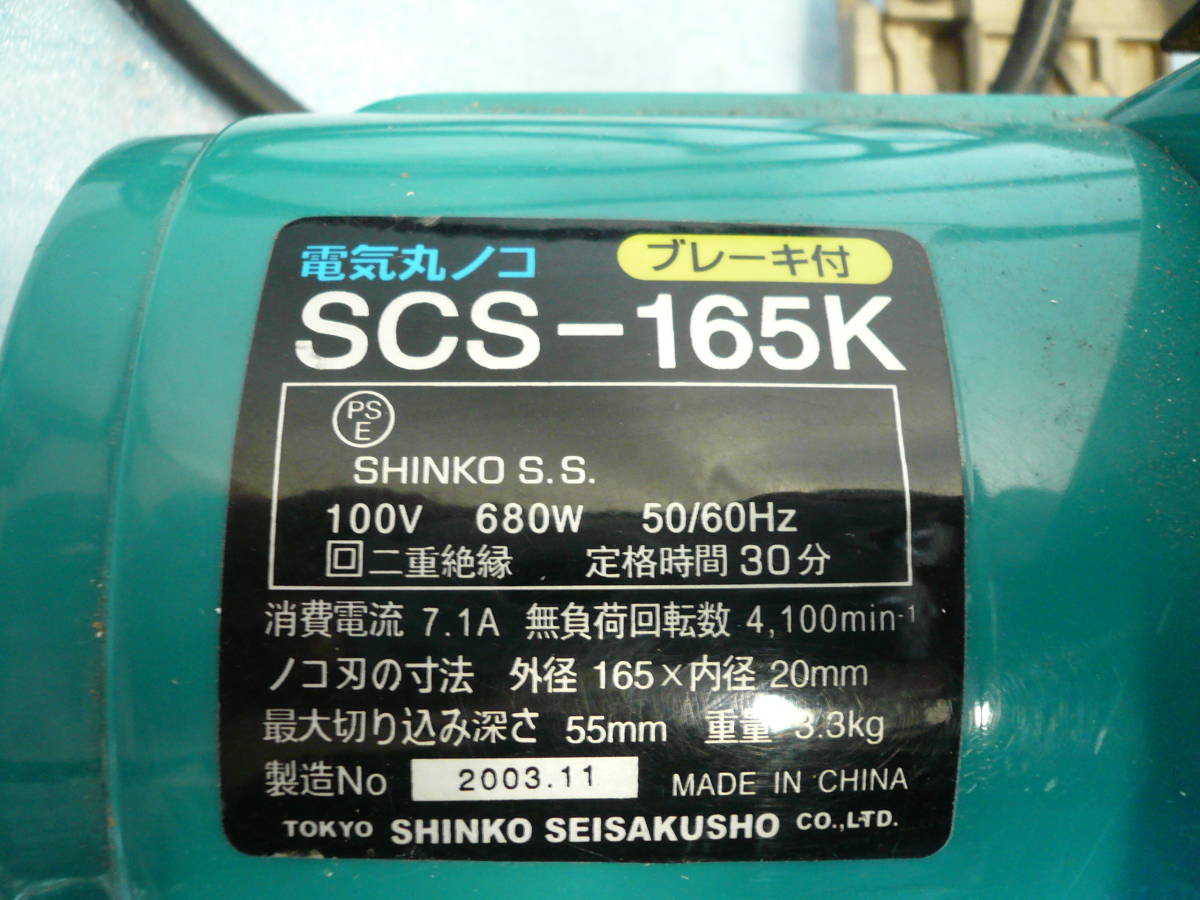 電気丸ノコ ブレーキ付
SCS-165K
PS
E
SHINKO S.S.
100V 680W 50/60Hz
回二重絶縁 定格時間 30分
消費電流 7.1A 無負荷回転数 4,100min⁻¹
ノコ刃の寸法 外径 165×内径 20mm
最大切り込み深さ 55mm 重量 3.3kg
製造No 2003.11 MADE IN CHINA
TOKYO SHINKO SEISAKUSHO CO.,LTD.